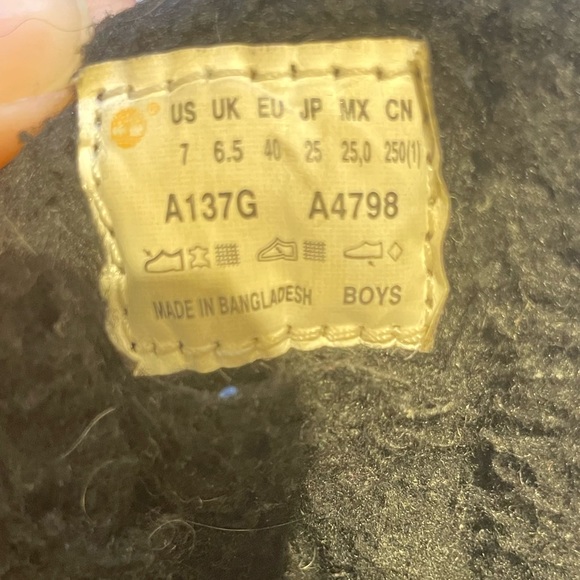 US UK EU JP MX CN
7 6.5 40 25 25,0 250(1)
A137G A4798
MADE IN BANGLADESH BOYS